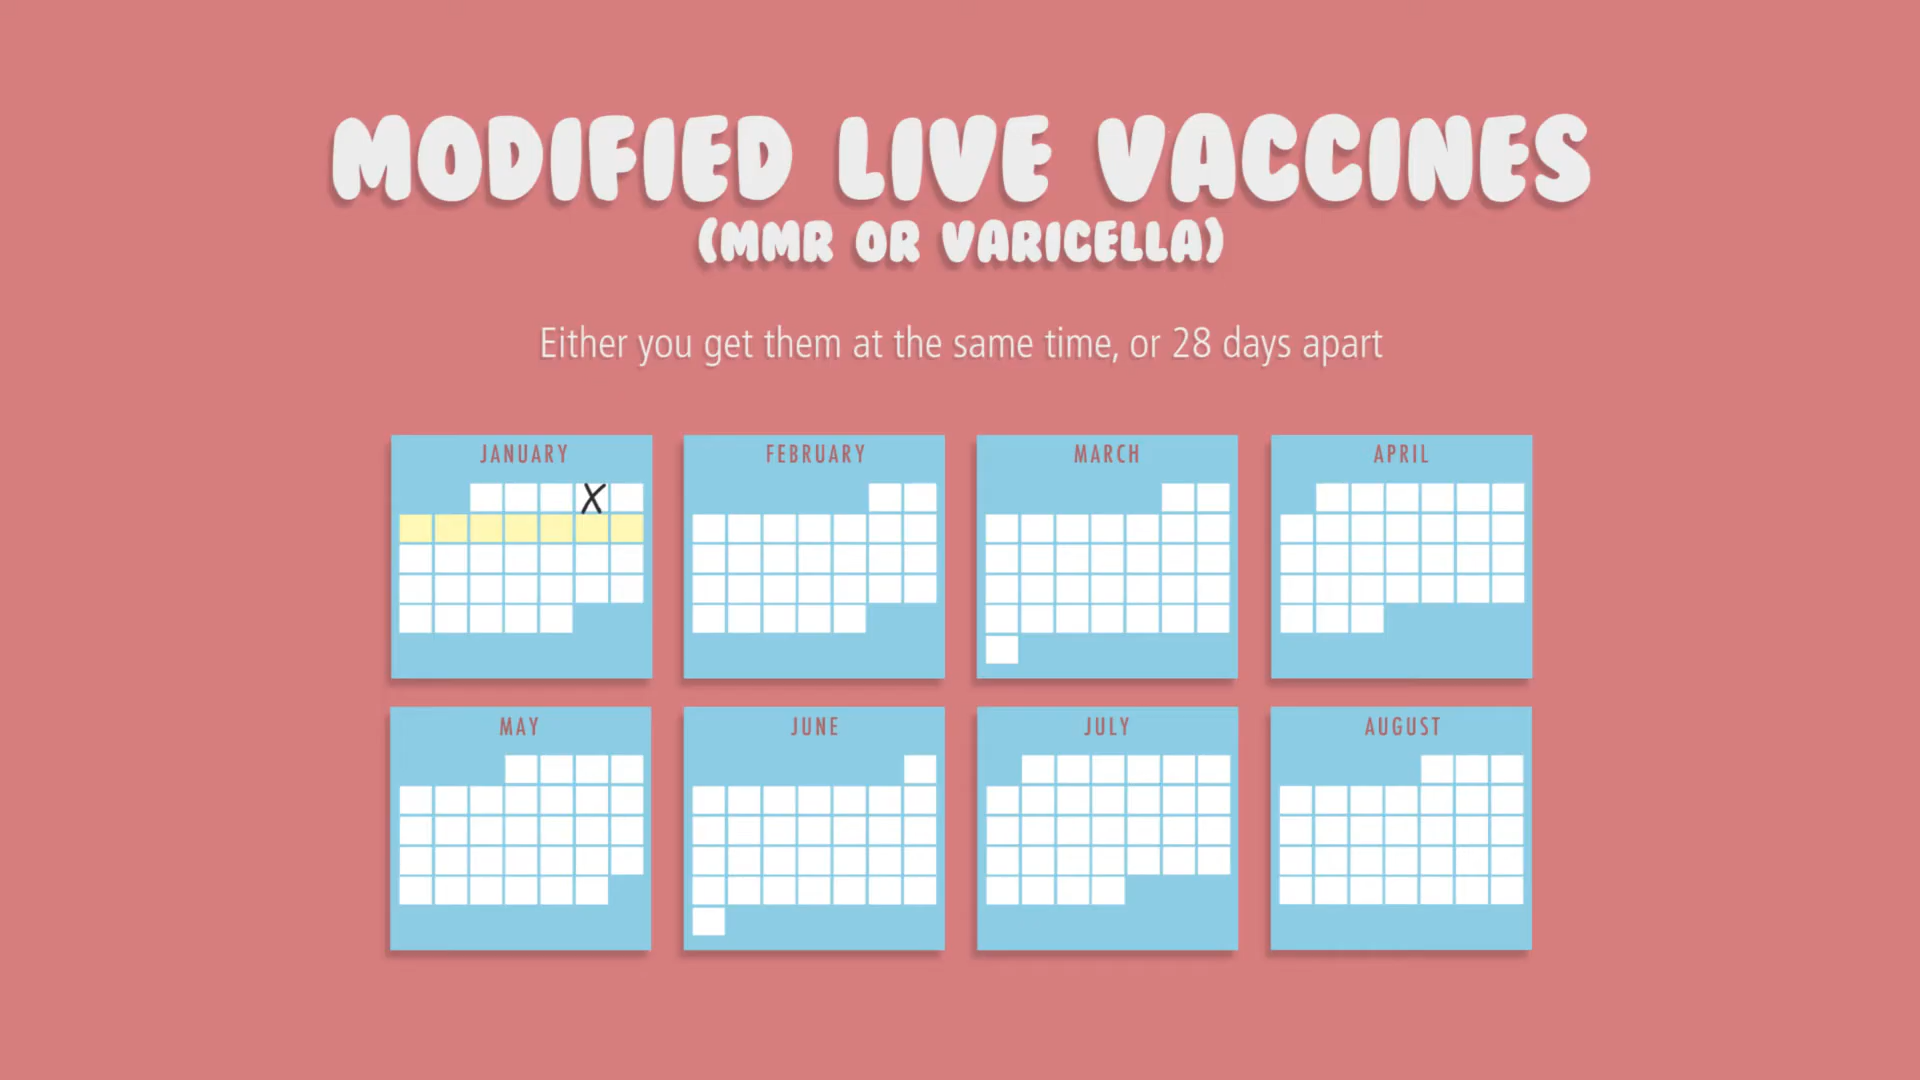 MODIFIED LIVE VACCINES
(MMR OR VARICELLA)
Either you get them at the same time, or 28 days apart
JANUARY
FEBRUARY
MARCH
APRIL
X
MAY
JUNE
JULY
AUGUST